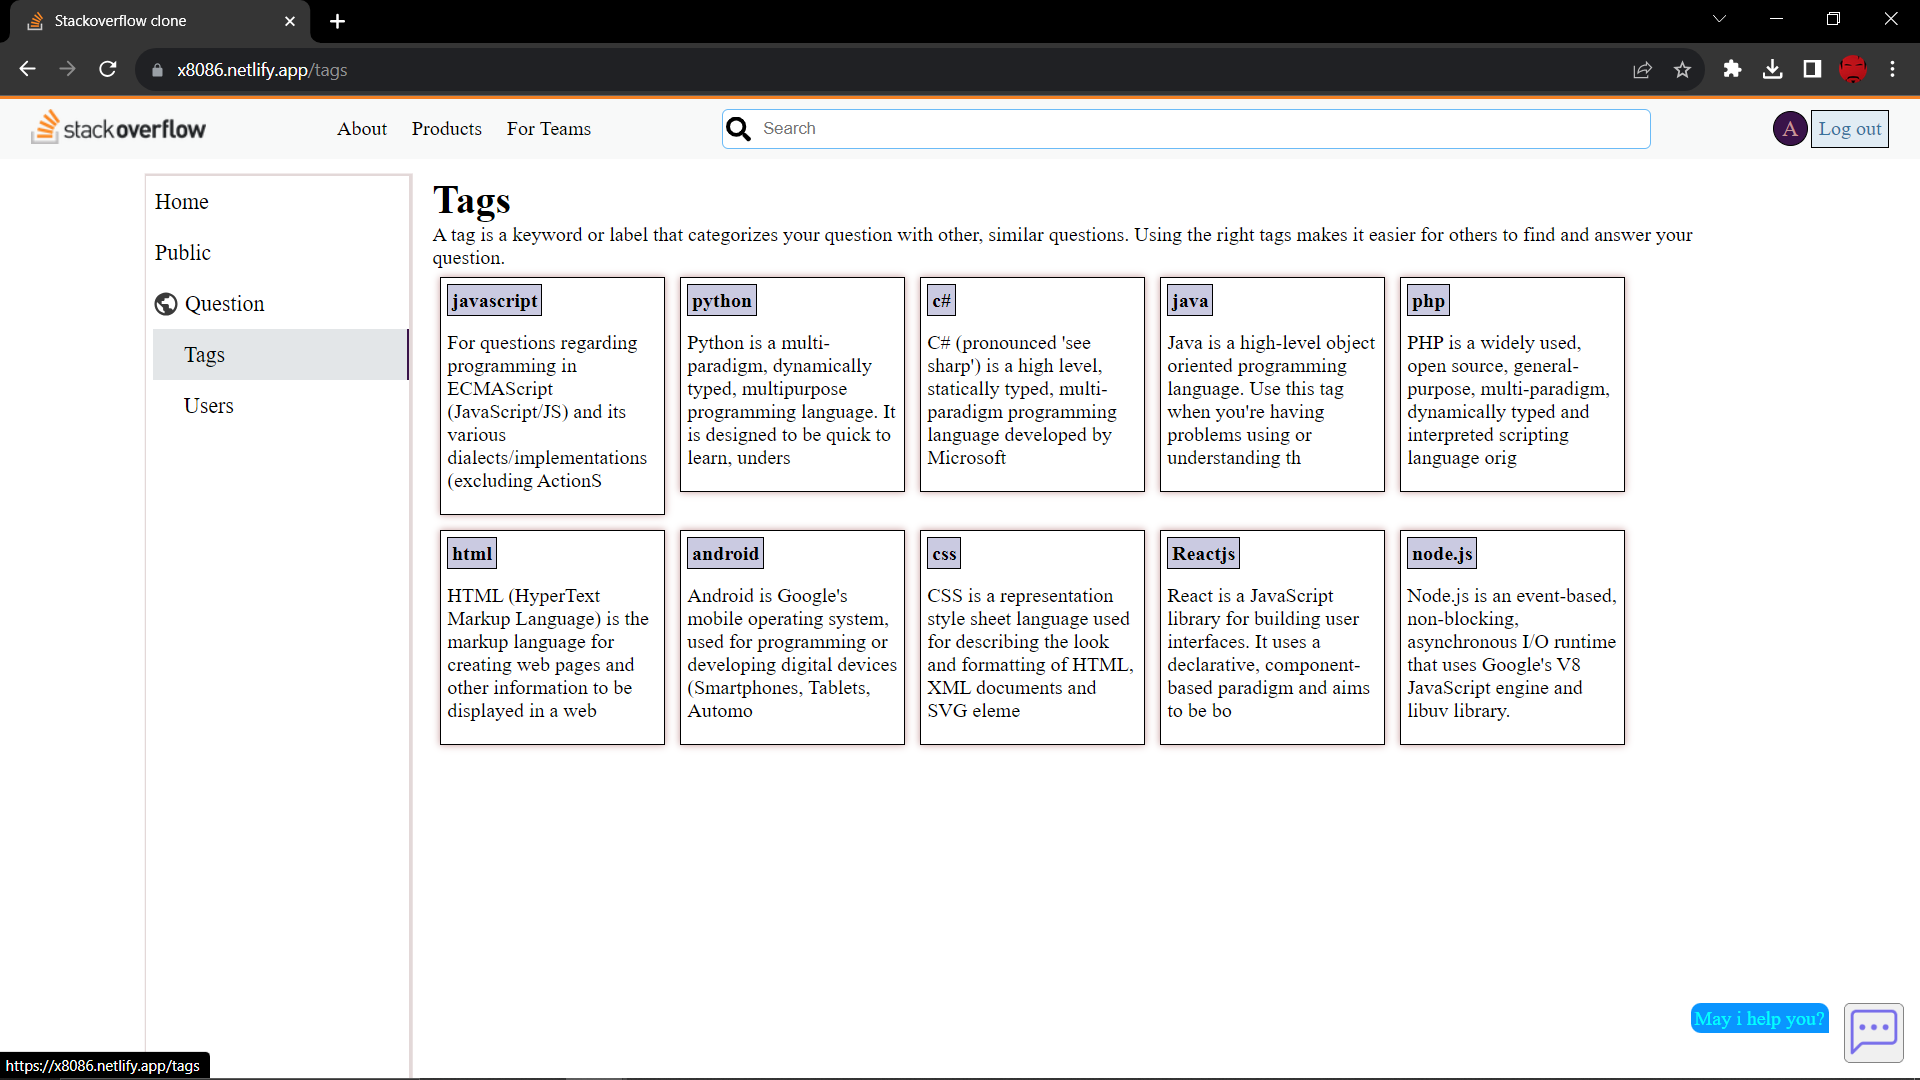 Stackoverflow clone
x8086.netlify.app/tags
stackoverflow
About
Products
For Teams
Search
A
Log out
Home
Public
Question
Tags
Users
Tags
A tag is a keyword or label that categorizes your question with other, similar questions. Using the right tags makes it easier for others to find and answer your
question.
javascript
For questions regarding
programming in
ECMAScript
(JavaScript/JS) and its
various
dialects/implementations
(excluding ActionS
python
Python is a multi-
paradigm, dynamically
typed, multipurpose
programming language. It
is designed to be quick to
learn, unders
c#
C# (pronounced 'see
sharp') is a high level,
statically typed, multi-
paradigm programming
language developed by
Microsoft
java
Java is a high-level object
oriented programming
language. Use this tag
when you're having
problems using or
understanding th
php
PHP is a widely used,
open source, general-
purpose, multi-paradigm,
dynamically typed and
interpreted scripting
language orig
html
HTML (HyperText
Markup Language) is the
markup language for
creating web pages and
other information to be
displayed in a web
android
Android is Google's
mobile operating system,
used for programming or
developing digital devices
(Smartphones, Tablets,
Automo
css
CSS is a representation
style sheet language used
for describing the look
and formatting of HTML,
XML documents and
SVG eleme
Reactjs
React is a JavaScript
library for building user
interfaces. It uses a
declarative, component-
based paradigm and aims
to be bo
node.js
Node.js is an event-based,
non-blocking,
asynchronous I/O runtime
that uses Google's V8
JavaScript engine and
libuv library.
May i help you?
https://x8086.netlify.app/tags